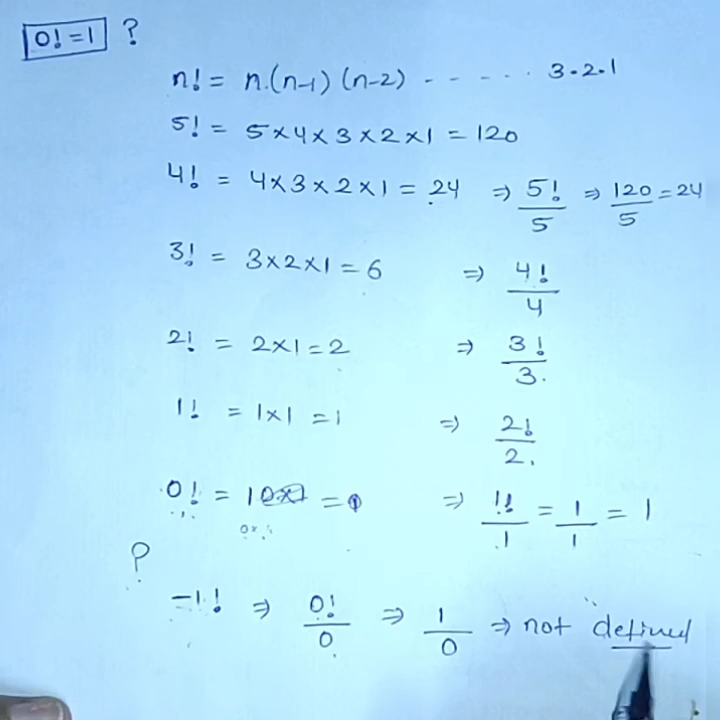 0! = 1 ?
n! = n.(n-1) (n-2) - - - - - - 3.2.1
5! = 5×4×3×2×1 = 120
4! = 4×3×2×1 = 24 ⇒ 5!/5 ⇒ 120/5 = 24
3! = 3×2×1 = 6 ⇒ 4!/4
2! = 2×1 = 2 ⇒ 3!/3.
1! = 1×1 = 1 ⇒ 2!/2.
0! = 1 = ⇒ 1!/1 = 1/1 = 1
?
-1! ⇒ 0!/0 ⇒ 1/0 ⇒ not defined